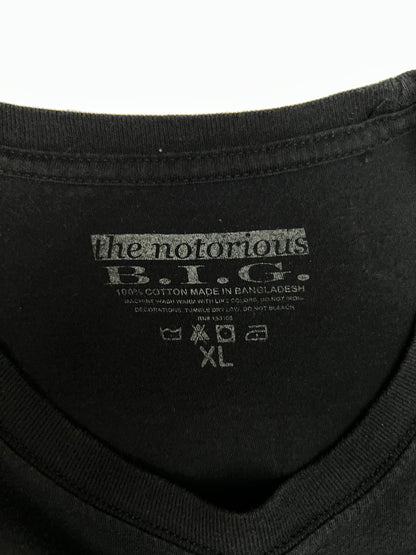 the notorious
B.I.G.
100% COTTON MADE IN BANGLADESH
MACHINE WASH WARM WITH LIKE COLORS, DO NOT IRON
DECORATIONS, TUMBLE DRY LOW, DO NOT BLEACH
XL